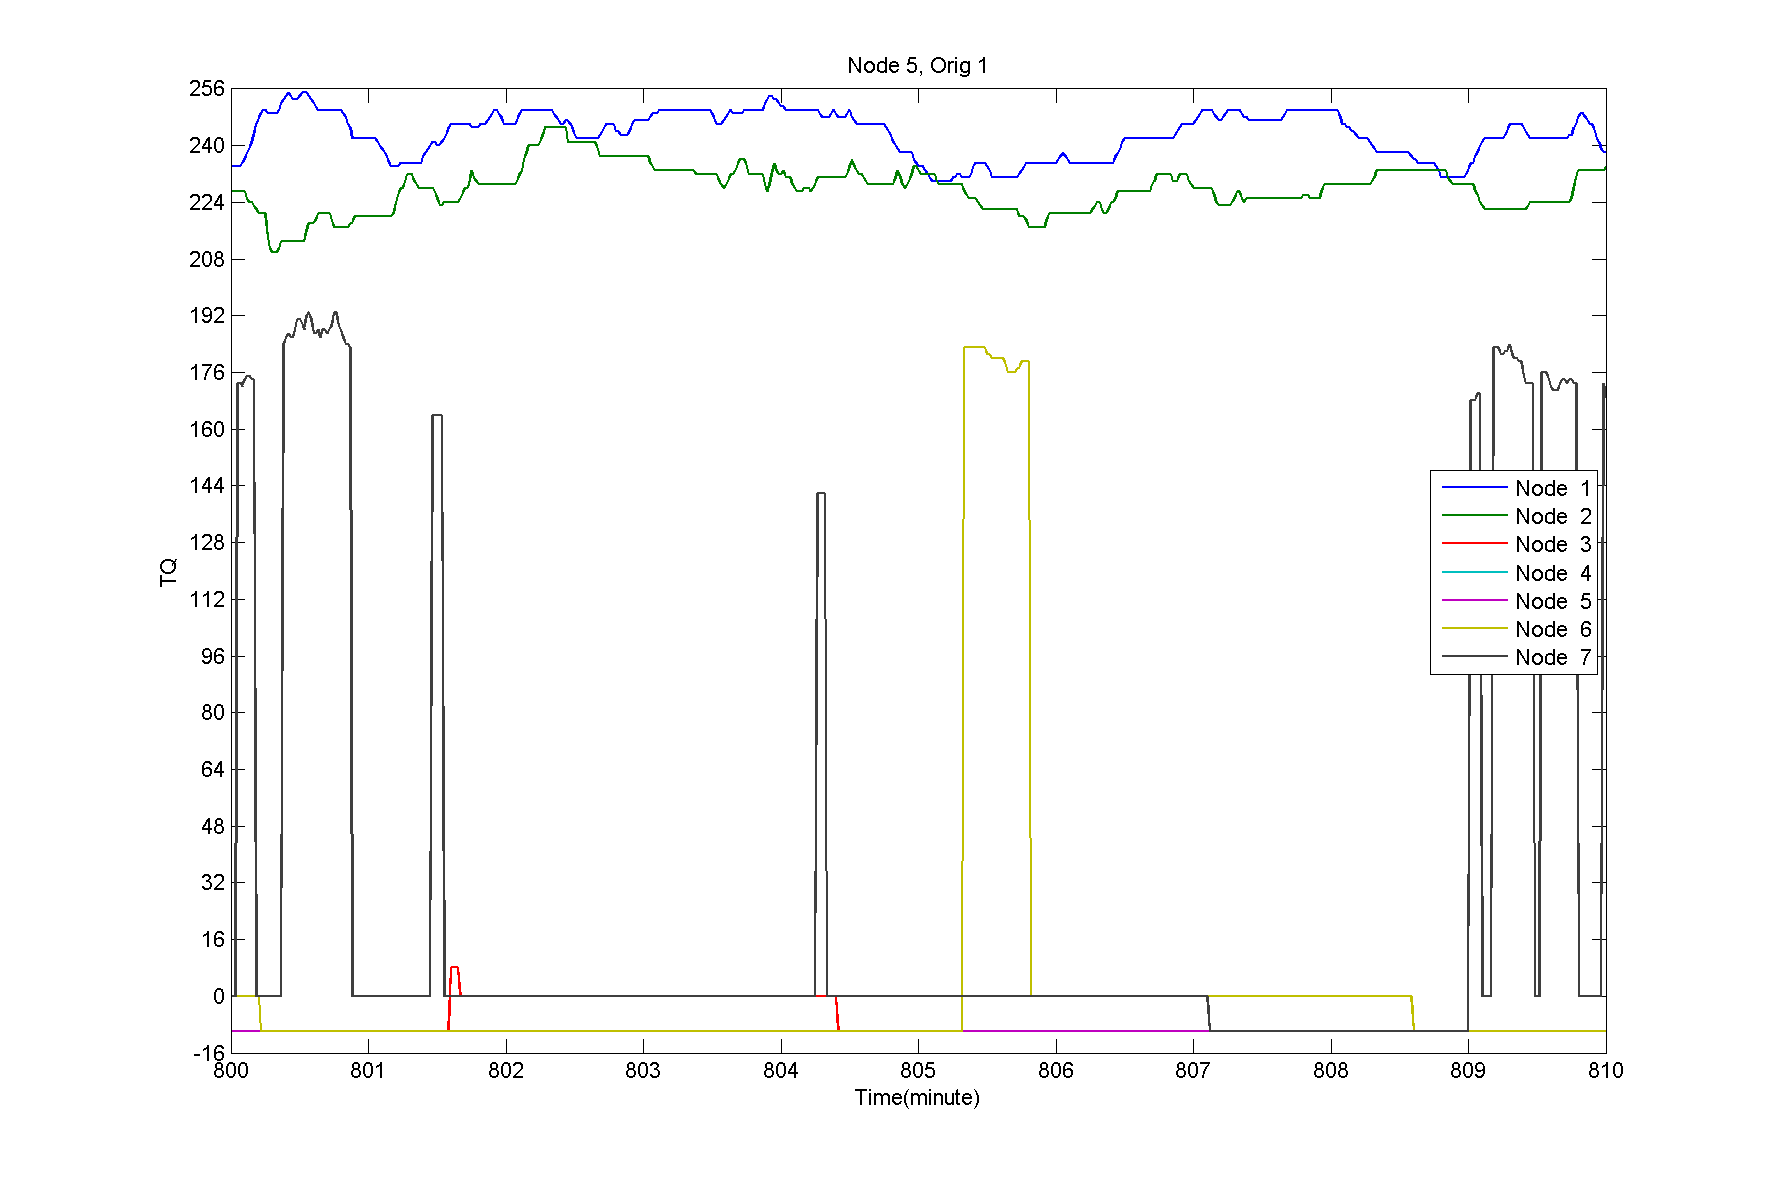 Node 5, Orig 1
256
240
224
208
192
176
160
144
128
112
96
80
64
48
32
16
0
-16
TQ
Node 1
Node 2
Node 3
Node 4
Node 5
Node 6
Node 7
800 801 802 803 804 805 806 807 808 809 810
Time(minute)